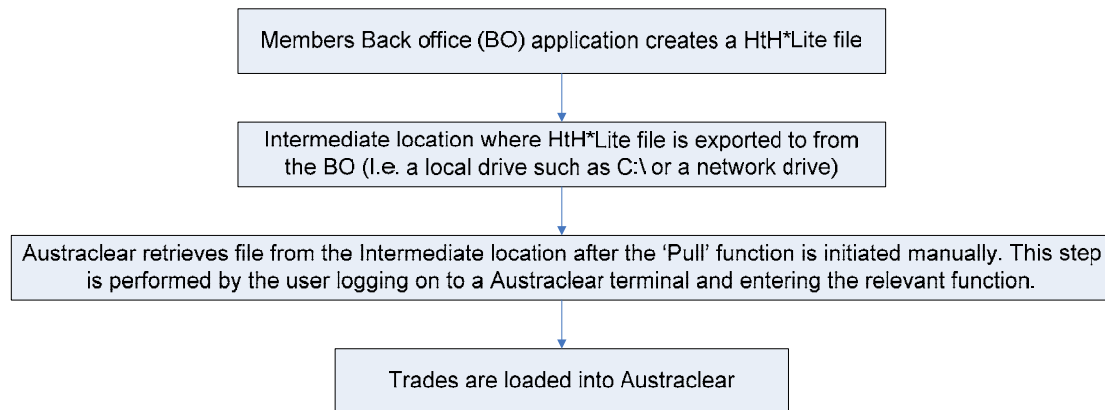 Members Back office (BO) application creates a HtH*Lite file
Intermediate location where HtH*Lite file is exported to from
the BO (I.e. a local drive such as C:\ or a network drive)
Austraclear retrieves file from the Intermediate location after the ‘Pull’ function is initiated manually. This step
is performed by the user logging on to a Austraclear terminal and entering the relevant function.
Trades are loaded into Austraclear